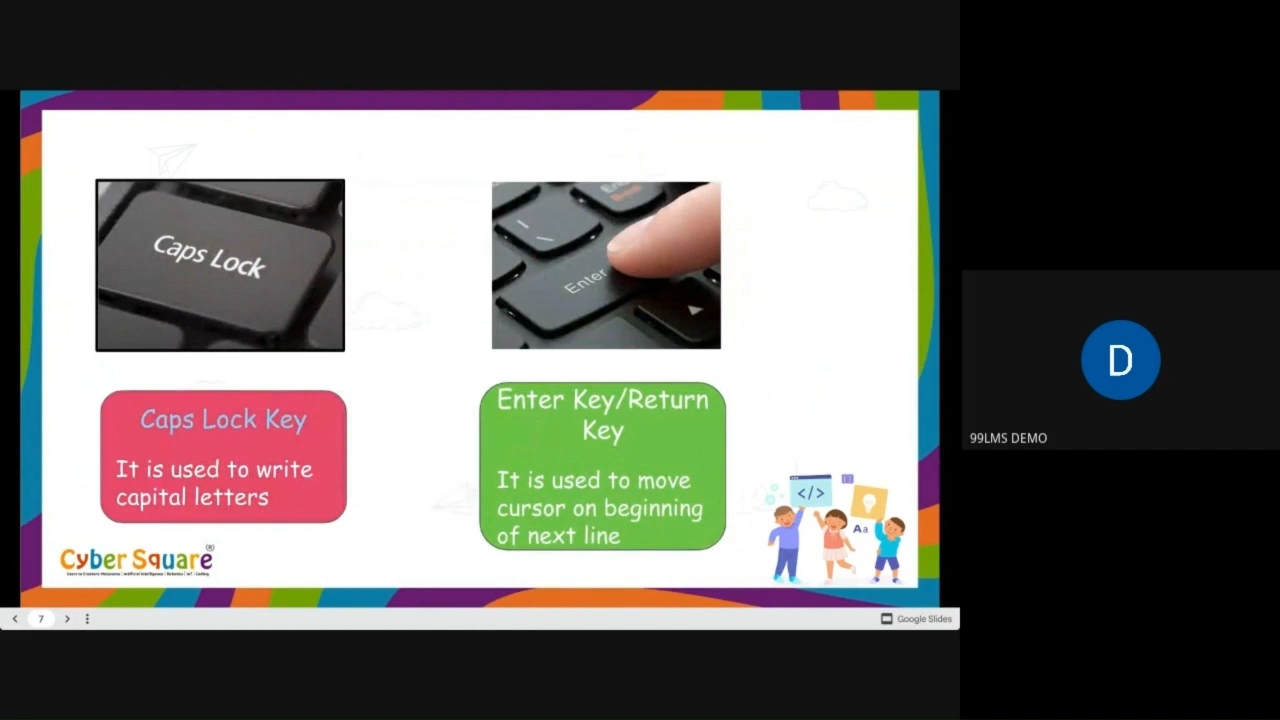 Caps Lock
Enter
Caps Lock Key
It is used to write
capital letters
Enter Key/Return
Key
It is used to move
cursor on beginning
of next line
</>
Aa
Cyber Square
D
99LMS DEMO
7
Google Slides